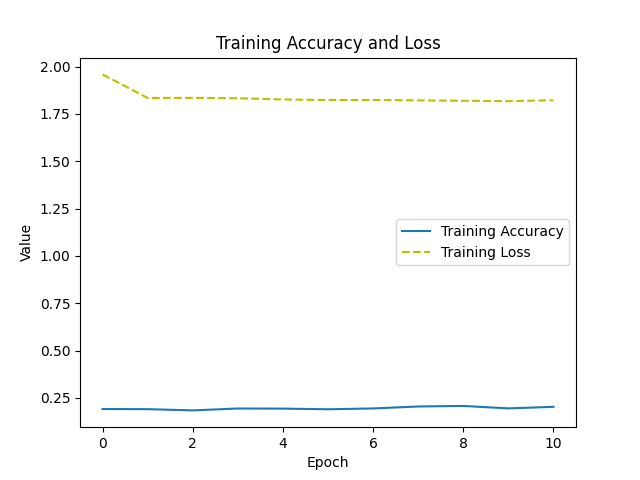 Training Accuracy and Loss
2.00
1.75
1.50
1.25
1.00
0.75
0.50
0.25
Value
Training Accuracy
Training Loss
0 2 4 6 8 10
Epoch